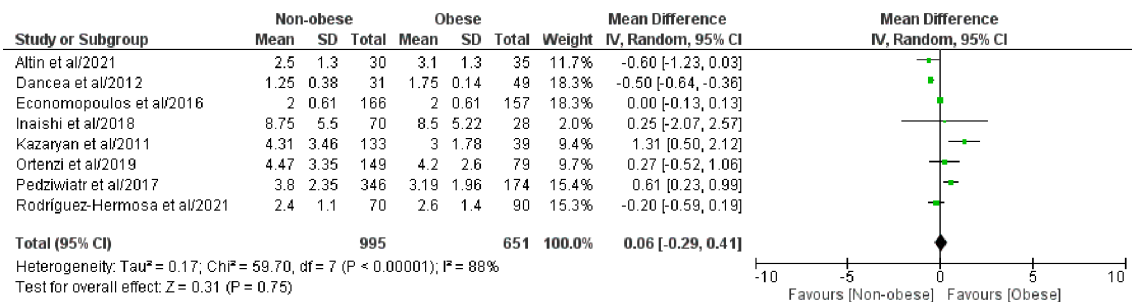 Non-obese Obese Mean Difference Mean Difference
Study or Subgroup Mean SD Total Mean SD Total Weight IV, Random, 95% CI IV, Random, 95% CI
Altin et al/2021 2.5 1.3 30 3.1 1.3 35 11.7% -0.60 [-1.23, 0.03]
Dancea et al/2012 1.25 0.38 31 1.75 0.14 49 18.3% -0.50 [-0.64, -0.36]
Economopoulos et al/2016 2 0.61 166 2 0.61 157 18.3% 0.00 [-0.13, 0.13]
Inaishi et al/2018 8.75 5.5 70 8.5 5.22 28 2.0% 0.25 [-2.07, 2.57]
Kazaryan et al/2011 4.31 3.46 133 3 1.78 39 9.4% 1.31 [0.50, 2.12]
Ortenzi et al/2019 4.47 3.35 149 4.2 2.6 79 9.6% 0.27 [-0.52, 1.06]
Pedziwiatr et al/2017 3.8 2.35 346 3.19 1.96 174 15.4% 0.61 [0.23, 0.99]
Rodríguez-Hermosa et al/2021 2.4 1.1 70 2.6 1.4 90 15.3% -0.20 [-0.59, 0.19]
Total (95% CI) 995 651 100.0% 0.06 [-0.29, 0.41]
Heterogeneity: Tau² = 0.17; Chi² = 59.70, df = 7 (P < 0.00001); I² = 88%
Test for overall effect: Z = 0.31 (P = 0.75)
-10 -5 0 5 10
Favours [Non-obese] Favours [Obese]